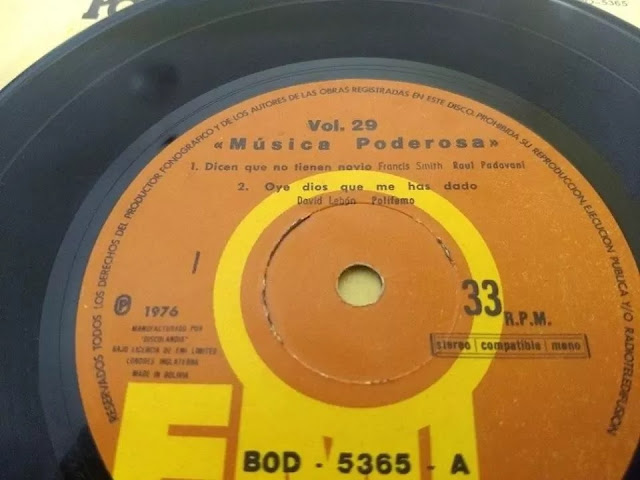 O-5365
RESERVADOS TODOS LOS DERECHOS DEL PRODUCTOR FONOGRAFICO Y DE LOS AUTORES DE LAS OBRAS REGISTRADAS EN ESTE DISCO. PROHIBIDA SU REPRODUCCION, EJECUCION PUBLICA Y/O RADIOTELEDIFUSION
Vol. 29
«Música Poderosa»
1. Dicen que no tienen novio Francis Smith Raul Padovani
2. Oye dios que me has dado
David Lebón Polifemo
I
33 R.P.M.
Ⓟ 1976
stereo compatible mono
MANUFACTURADO POR
"DISCOLANDIA"
BAJO LICENCIA DE EMI LIMITED
LONDRES INGLATERRA
MADE IN BOLIVIA
EMI
BOD - 5365 - A